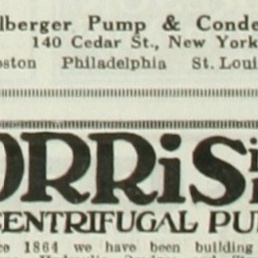 lberger Pump & Conde
140 Cedar St., New York
oston Philadelphia St. Loui
ORRiS
CENTRIFUGAL PU
ce 1864 we have been building